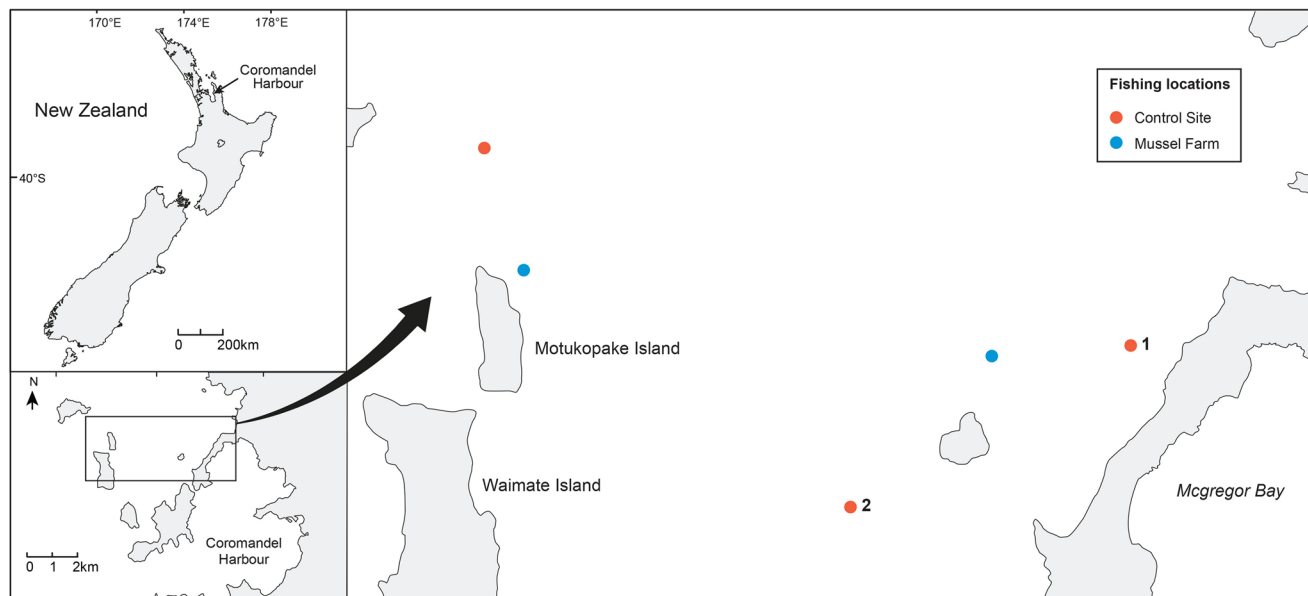 170°E 174°E 178°E
Coromandel
Harbour
New Zealand
40°S
0 200km
N
Coromandel
Harbour
0 1 2km
Fishing locations
Control Site
Mussel Farm
Motukopake Island
1
Waimate Island
2
Mcgregor Bay